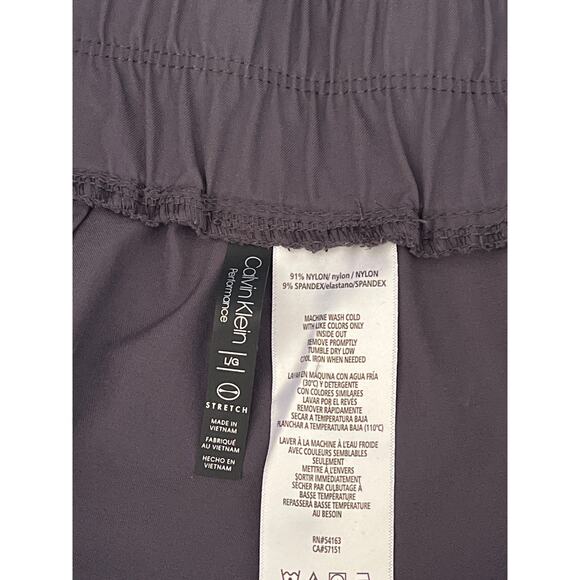 Calvin Klein
Performance
L/G
STRETCH
MADE IN
VIETNAM
FABRIQUÉ
AU VIETNAM
HECHO EN
VIETNAM
91% NYLON/ nylon / NYLON
9% SPANDEX/elastano/SPANDEX
MACHINE WASH COLD
WITH LIKE COLORS ONLY
INSIDE OUT
REMOVE PROMPTLY
TUMBLE DRY LOW
COOL IRON WHEN NEEDED
LAVAR EN MAQUINA CON AGUA FRÍA
(30°C) Y DETERGENTE
CON COLORES SIMILARES
LAVAR POR EL REVÉS
REMOVER RÁPIDAMENTE
SECAR A TEMPERATURA BAJA
PLANCHAR A TEMPERATURA BAJA (110°C)
LAVER À LA MACHINE À L'EAU FROIDE
AVEC COULEURS SEMBLABLES
SEULEMENT
METTRE À L'ENVERS
SORTIR IMMÉDIATEMENT
SÉCHER PAR CULBUTAGE À
BASSE TEMPÉRATURE
REPASSER À BASSE TEMPÉRATURE
AU BESOIN
RN#54163
CA#57151